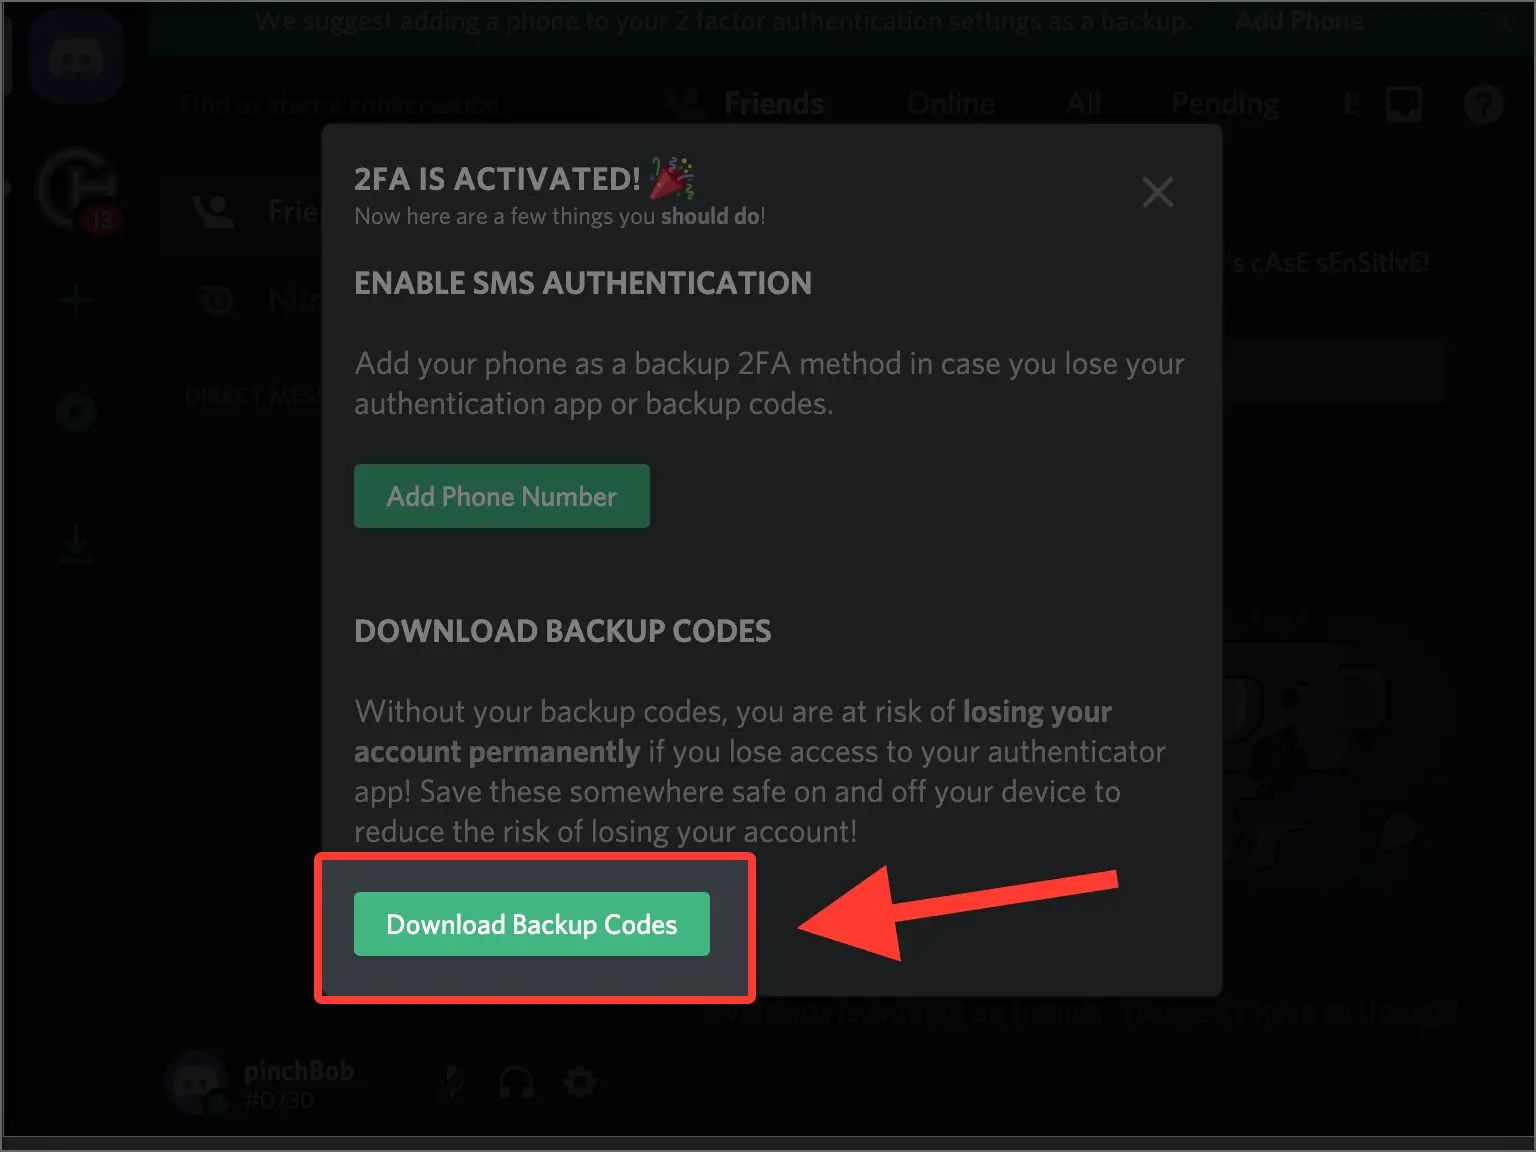 We suggest adding a phone to your 2 factor authentication settings as a backup. Add Phone
Find or start a conversation
Friends Online All Pending E
13
2FA IS ACTIVATED!
Now here are a few things you should do!
Frie
's cAsE sEnSitIvE!
ENABLE SMS AUTHENTICATION
Nitr
Add your phone as a backup 2FA method in case you lose your
authentication app or backup codes.
DIRECT MES
Add Phone Number
DOWNLOAD BACKUP CODES
Without your backup codes, you are at risk of losing your
account permanently if you lose access to your authenticator
app! Save these somewhere safe on and off your device to
reduce the risk of losing your account!
Download Backup Codes
pinchBob
#0730